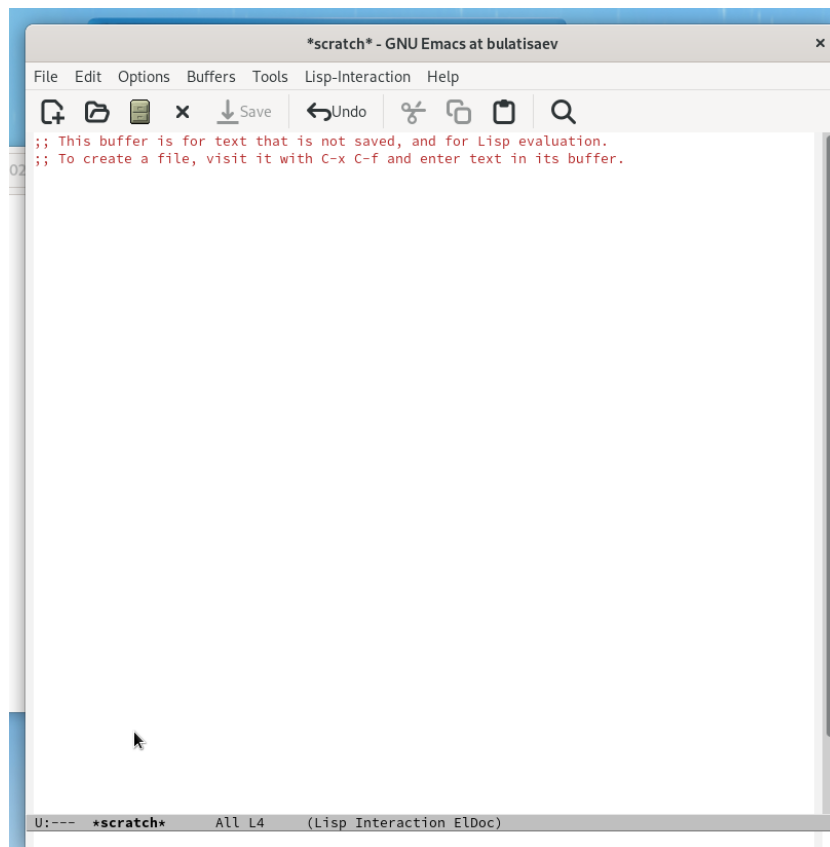 *scratch* - GNU Emacs at bulatisaev
File Edit Options Buffers Tools Lisp-Interaction Help
Save Undo
;; This buffer is for text that is not saved, and for Lisp evaluation.
;; To create a file, visit it with C-x C-f and enter text in its buffer.
02
U:--- *scratch* All L4 (Lisp Interaction ElDoc)